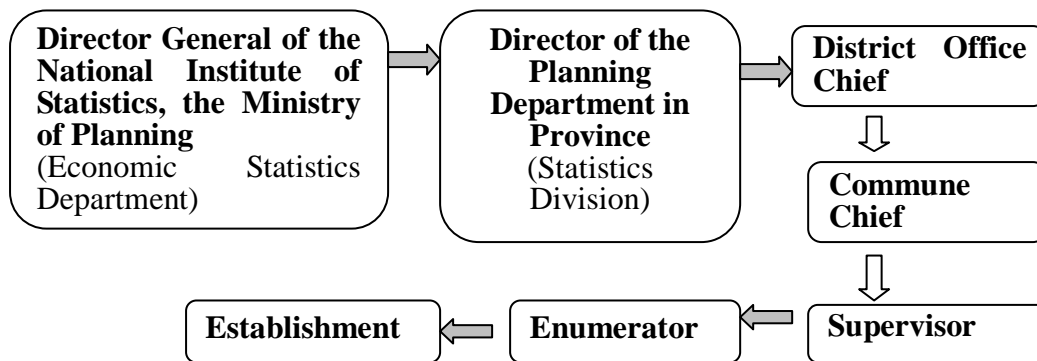 Director General of the
National Institute of
Statistics, the Ministry
of Planning
(Economic Statistics
Department)
Director of the
Planning
Department in
Province
(Statistics
Division)
District Office
Chief
Commune
Chief
Supervisor
Enumerator
Establishment